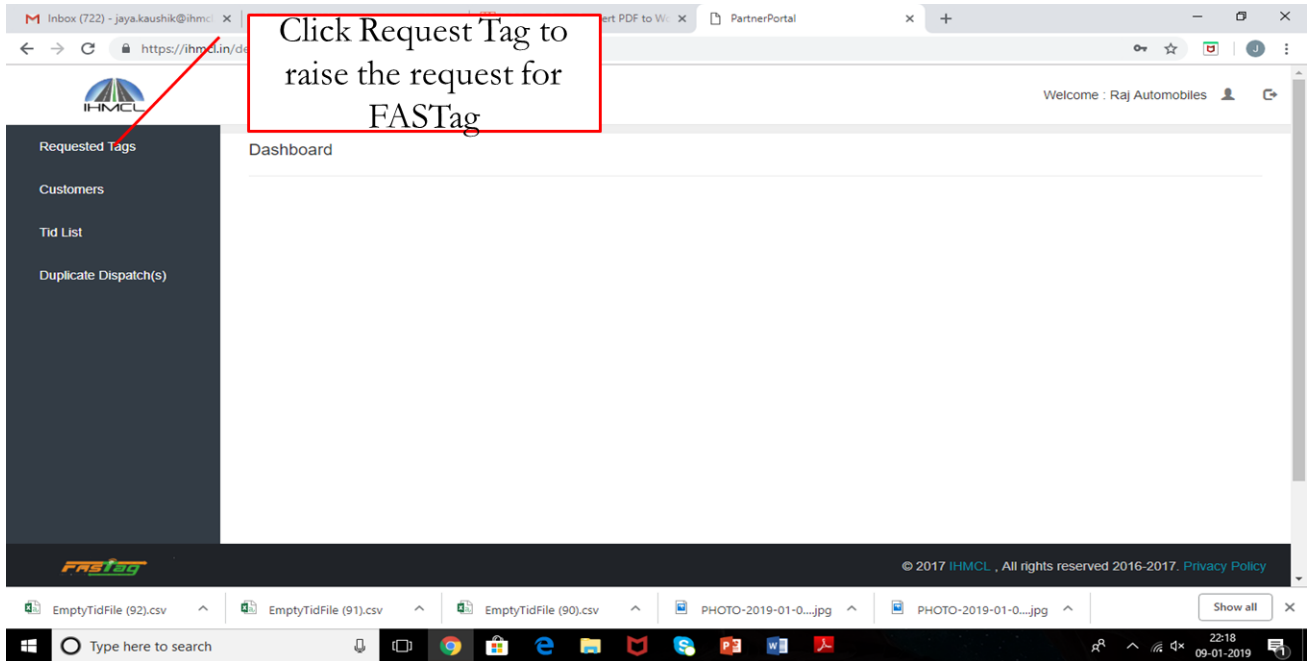 Inbox (722) - jaya.kaushik@ihmcl
ert PDF to Wo
PartnerPortal
https://ihmcl.in/de
Click Request Tag to
raise the request for
FASTag
IHMCL
Welcome : Raj Automobiles
Requested Tags
Dashboard
Customers
Tid List
Duplicate Dispatch(s)
FASTag
© 2017 IHMCL , All rights reserved 2016-2017. Privacy Policy
EmptyTidFile (92).csv
EmptyTidFile (91).csv
EmptyTidFile (90).csv
PHOTO-2019-01-0....jpg
PHOTO-2019-01-0....jpg
Show all
Type here to search
22:18
09-01-2019